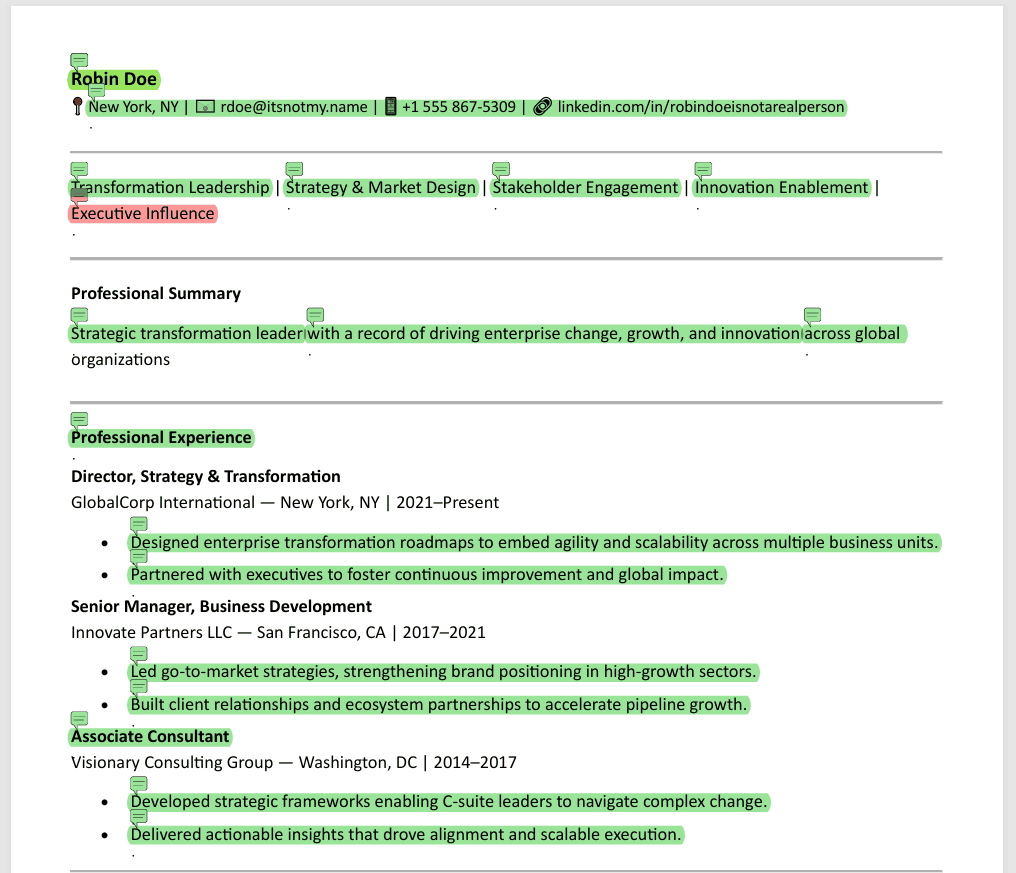 Robin Doe
New York, NY | rdoe@itsnotmy.name | +1 555 867-5309 | linkedin.com/in/robindoeisnotarealperson
Transformation Leadership | Strategy & Market Design | Stakeholder Engagement | Innovation Enablement |
Executive Influence
Professional Summary
Strategic transformation leader with a record of driving enterprise change, growth, and innovation across global
organizations
Professional Experience
Director, Strategy & Transformation
GlobalCorp International — New York, NY | 2021–Present
• Designed enterprise transformation roadmaps to embed agility and scalability across multiple business units.
• Partnered with executives to foster continuous improvement and global impact.
Senior Manager, Business Development
Innovate Partners LLC — San Francisco, CA | 2017–2021
• Led go-to-market strategies, strengthening brand positioning in high-growth sectors.
• Built client relationships and ecosystem partnerships to accelerate pipeline growth.
Associate Consultant
Visionary Consulting Group — Washington, DC | 2014–2017
• Developed strategic frameworks enabling C-suite leaders to navigate complex change.
• Delivered actionable insights that drove alignment and scalable execution.